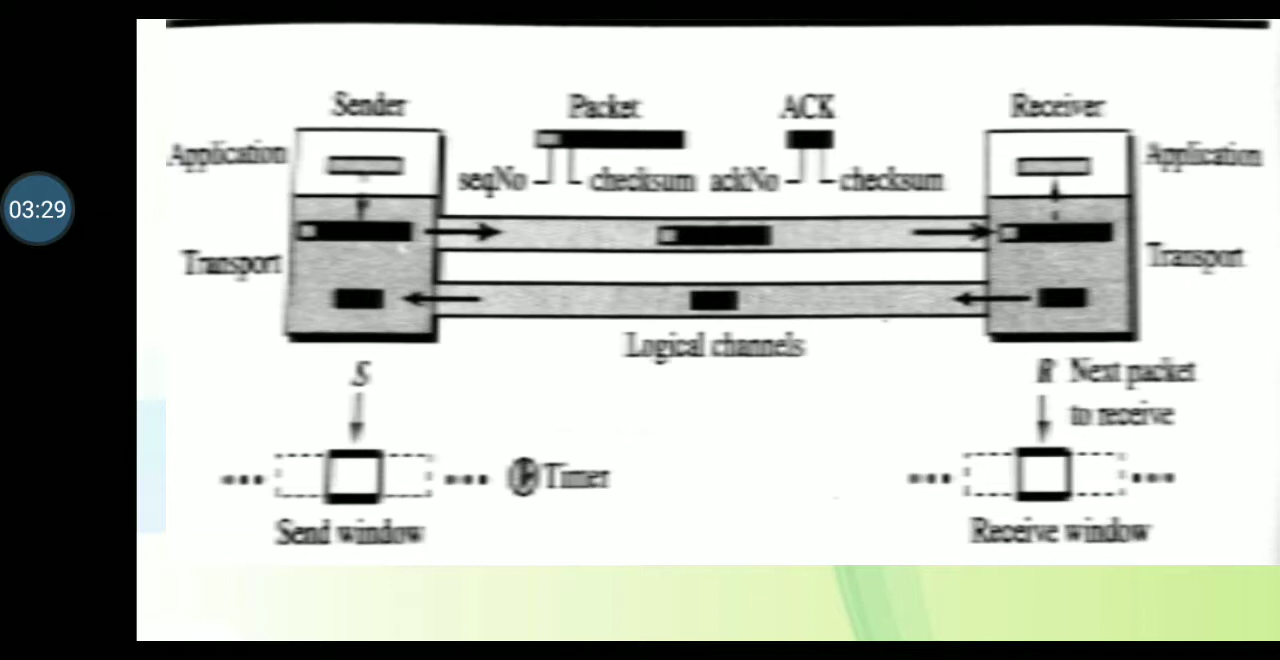 03:29
Sender Packet ACK Receiver
Application Application
seqNo checksum ackNo checksum
Transport Transport
Logical channels
S R Next packet
to receive
Timer
Send window Receive window